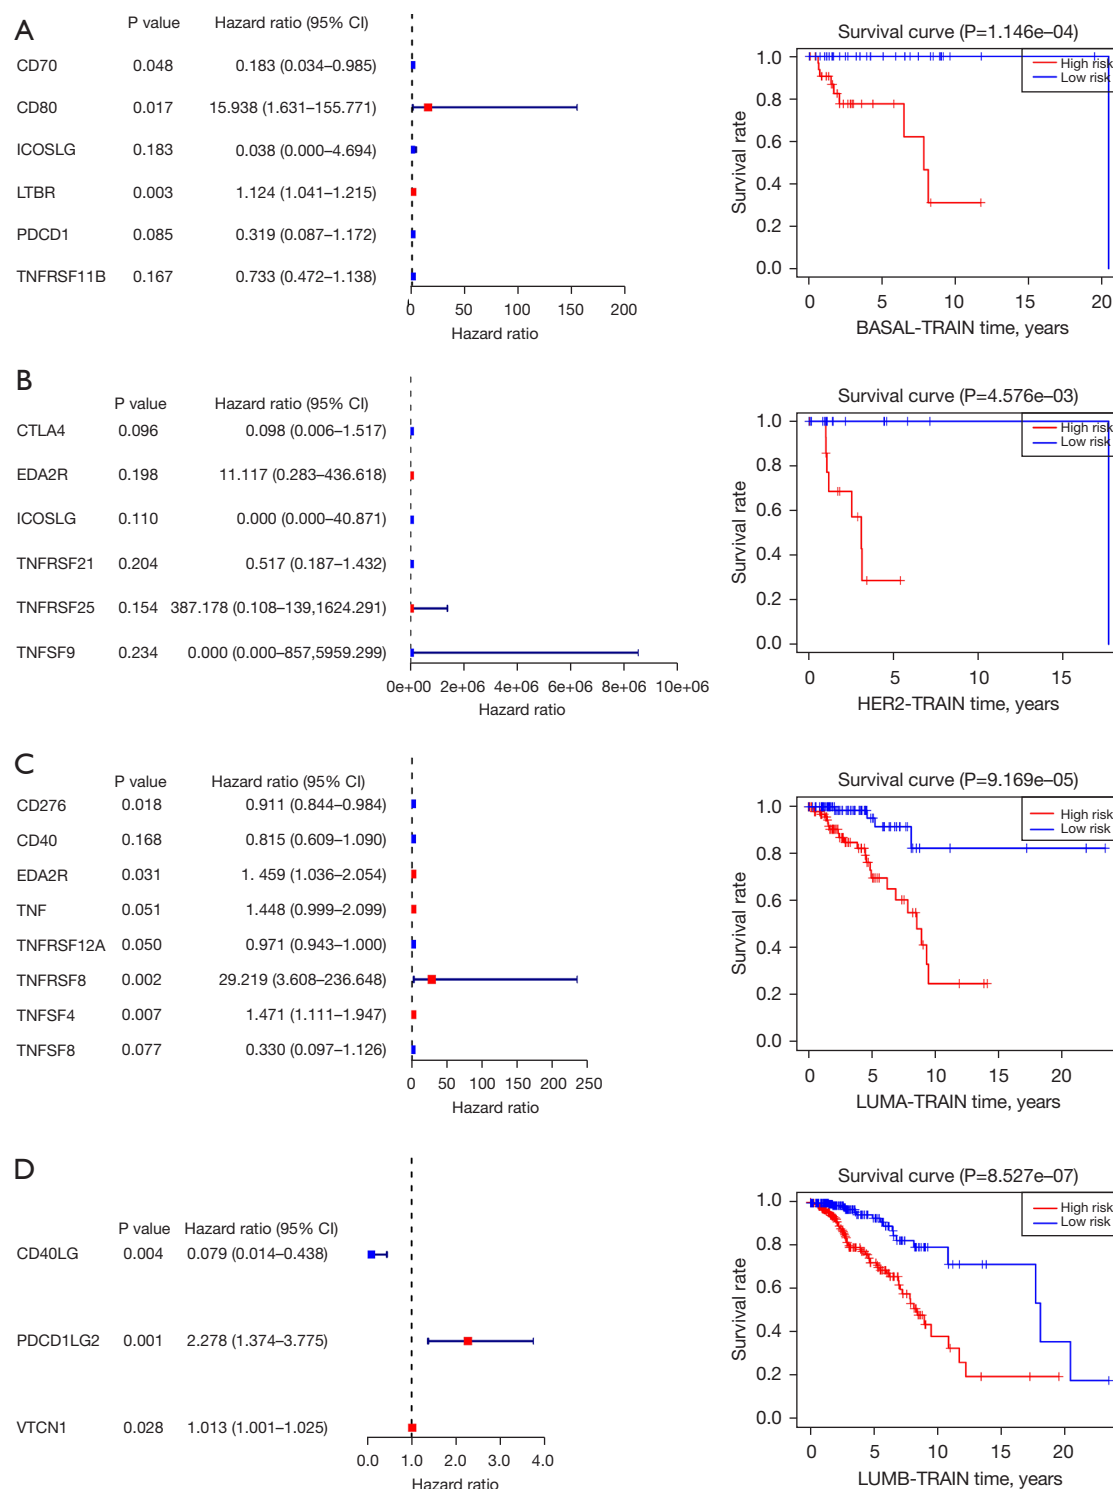 A
P value Hazard ratio (95% CI)
CD70 0.048 0.183 (0.034–0.985)
CD80 0.017 15.938 (1.631–155.771)
ICOSLG 0.183 0.038 (0.000–4.694)
LTBR 0.003 1.124 (1.041–1.215)
PDCD1 0.085 0.319 (0.087–1.172)
TNFRSF11B 0.167 0.733 (0.472–1.138)
0 50 100 150 200
Hazard ratio
Survival curve (P=1.146e–04)
High risk
Low risk
1.0
0.8
0.6
0.4
0.2
0.0
Survival rate
0 5 10 15 20
BASAL-TRAIN time, years
B
P value Hazard ratio (95% CI)
CTLA4 0.096 0.098 (0.006–1.517)
EDA2R 0.198 11.117 (0.283–436.618)
ICOSLG 0.110 0.000 (0.000–40.871)
TNFRSF21 0.204 0.517 (0.187–1.432)
TNFRSF25 0.154 387.178 (0.108–139,1624.291)
TNFSF9 0.234 0.000 (0.000–857,5959.299)
0e+00 2e+06 4e+06 6e+06 8e+06 10e+06
Hazard ratio
Survival curve (P=4.576e–03)
High risk
Low risk
1.0
0.8
0.6
0.4
0.2
0.0
Survival rate
0 5 10 15
HER2-TRAIN time, years
C
P value Hazard ratio (95% CI)
CD276 0.018 0.911 (0.844–0.984)
CD40 0.168 0.815 (0.609–1.090)
EDA2R 0.031 1. 459 (1.036–2.054)
TNF 0.051 1.448 (0.999–2.099)
TNFRSF12A 0.050 0.971 (0.943–1.000)
TNFRSF8 0.002 29.219 (3.608–236.648)
TNFSF4 0.007 1.471 (1.111–1.947)
TNFSF8 0.077 0.330 (0.097–1.126)
0 50 100 150 200 250
Hazard ratio
Survival curve (P=9.169e–05)
High risk
Low risk
1.0
0.8
0.6
0.4
0.2
0.0
Survival rate
0 5 10 15 20
LUMA-TRAIN time, years
D
P value Hazard ratio (95% CI)
CD40LG 0.004 0.079 (0.014–0.438)
PDCD1LG2 0.001 2.278 (1.374–3.775)
VTCN1 0.028 1.013 (1.001–1.025)
0.0 1.0 2.0 3.0 4.0
Hazard ratio
Survival curve (P=8.527e–07)
High risk
Low risk
1.0
0.8
0.6
0.4
0.2
0.0
Survival rate
0 5 10 15 20
LUMB-TRAIN time, years